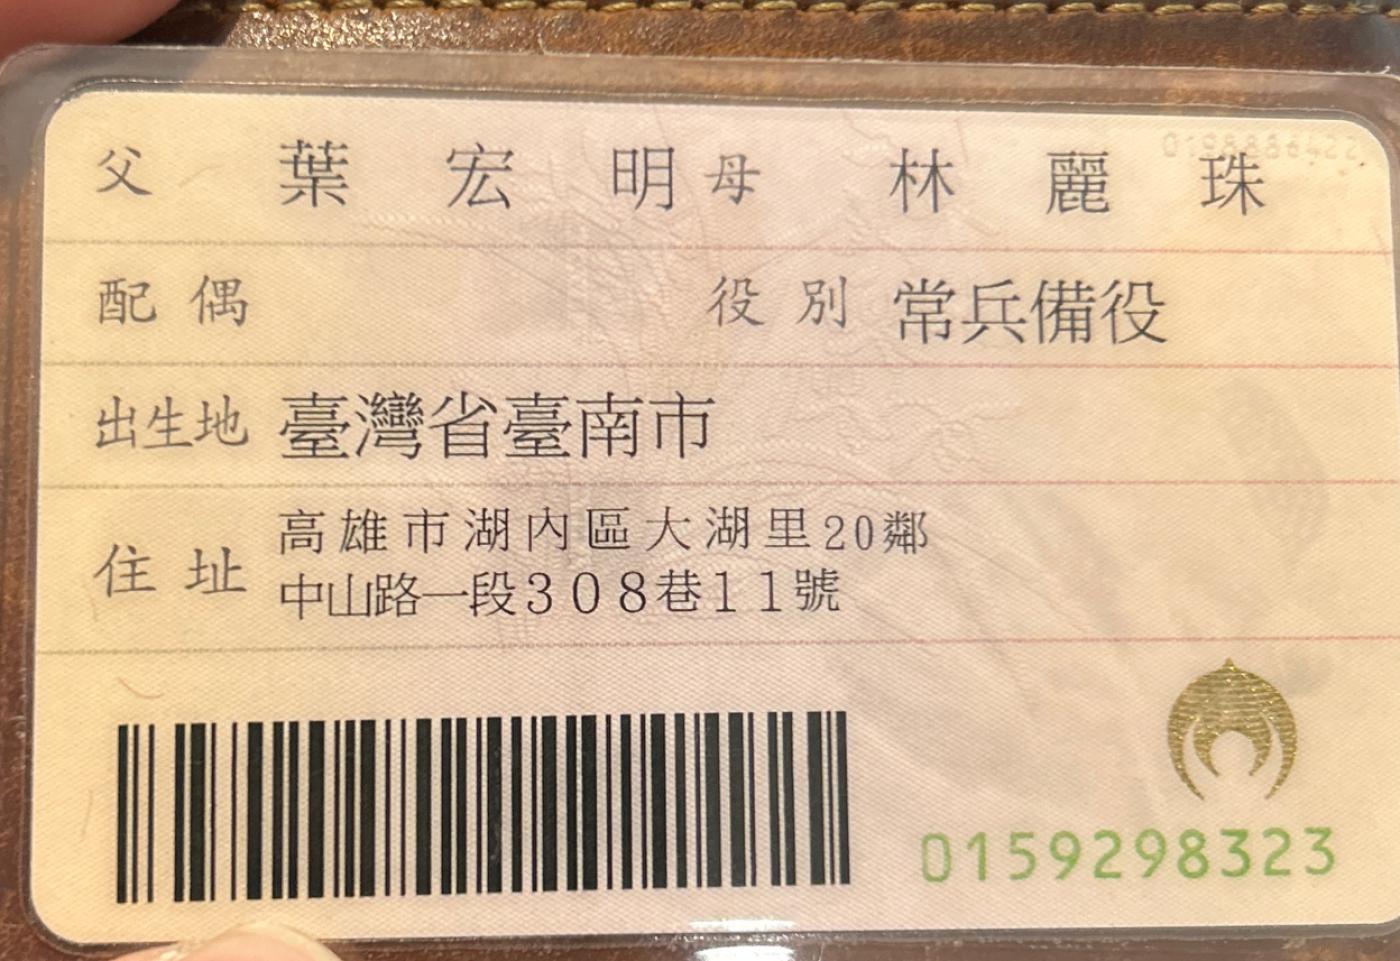 父 葉宏明 母 林麗珠
配偶 役別 常兵備役
出生地 臺灣省臺南市
住址 高雄市湖內區大湖里20鄰
中山路一段308巷11號
0159298323